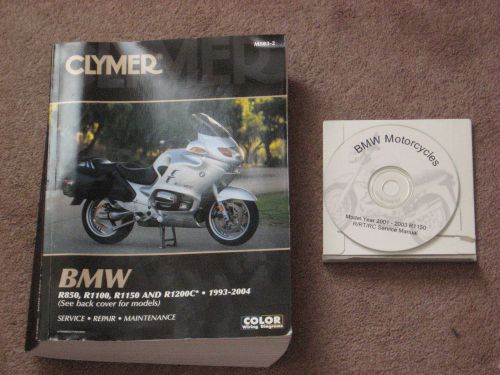 M503-2
CLYMER
BMW
R850, R1100, R1150 AND R1200C* • 1993-2004
(See back cover for models)
SERVICE • REPAIR • MAINTENANCE
COLOR
Wiring Diagrams
BMW Motorcycles
Model Year 2001 - 2003 R1150
R/RT/RC Service Manual